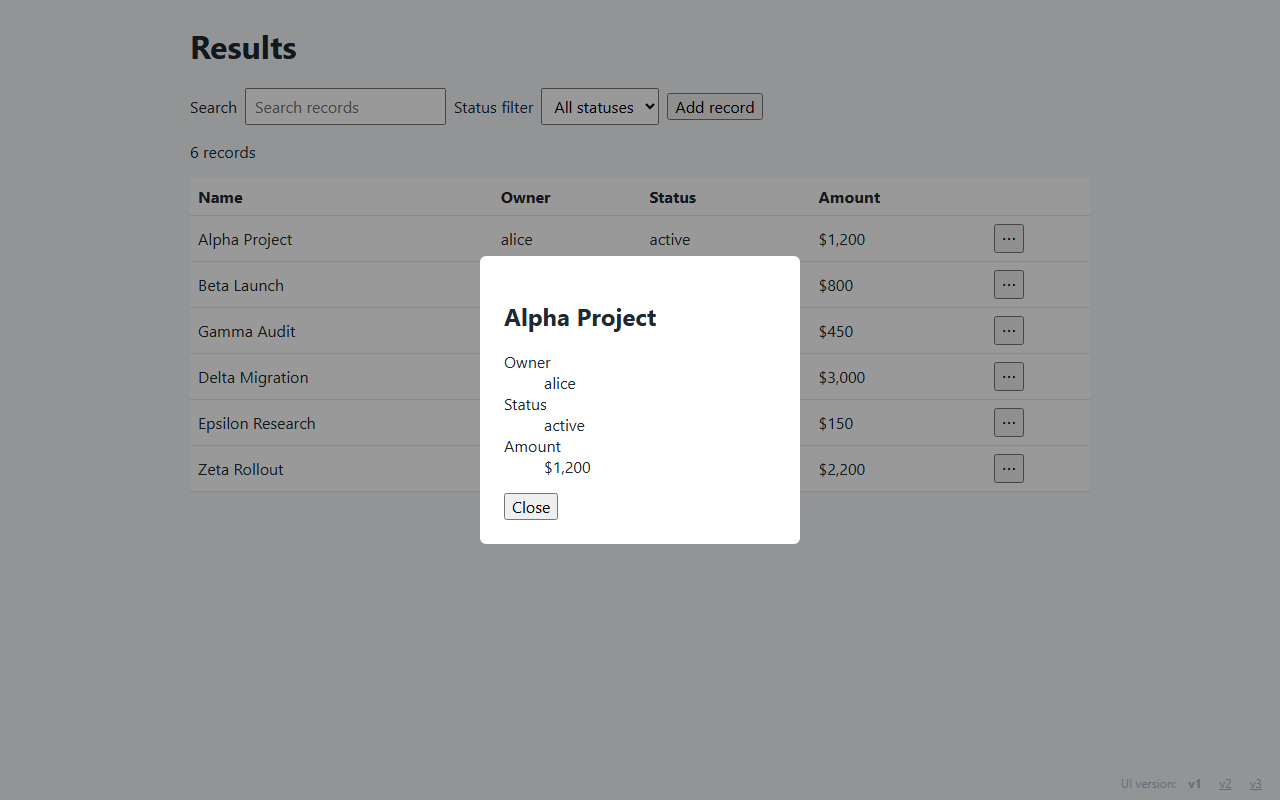 Results
Search Search records Status filter All statuses Add record
6 records
Name Owner Status Amount
Alpha Project alice active $1,200 ...
Beta Launch $800 ...
Gamma Audit $450 ...
Delta Migration $3,000 ...
Epsilon Research $150 ...
Zeta Rollout $2,200 ...
Alpha Project
Owner
alice
Status
active
Amount
$1,200
Close
UI version: v1 v2 v3